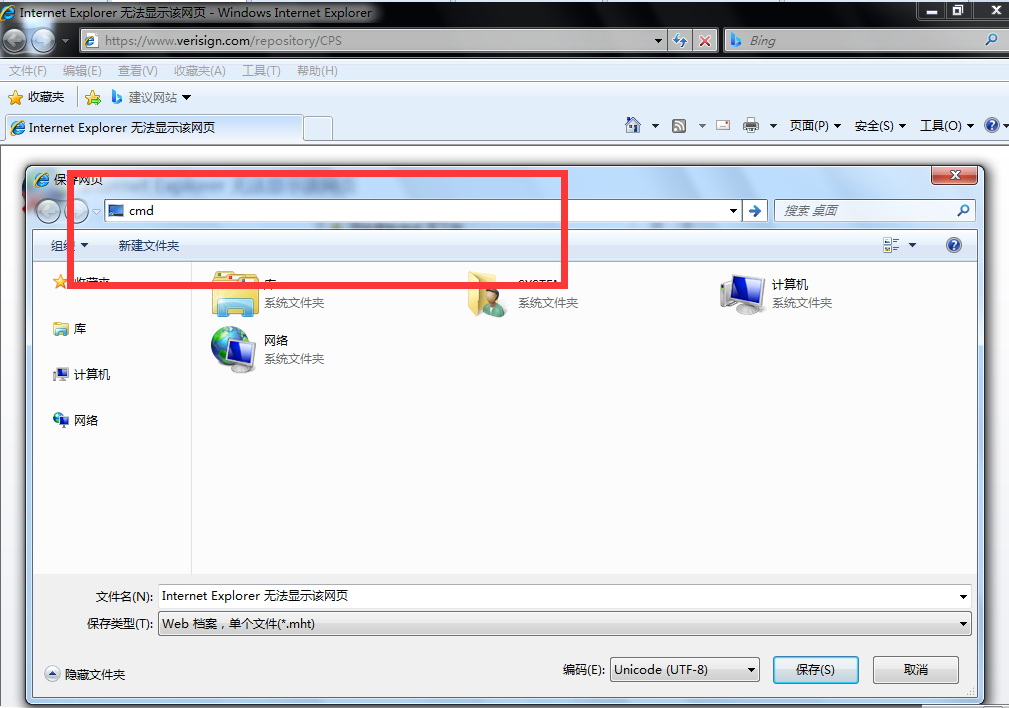 Internet Explorer 无法显示该网页 - Windows Internet Explorer
https://www.verisign.com/repository/CPS
Bing
文件(F) 编辑(E) 查看(V) 收藏夹(A) 工具(T) 帮助(H)
收藏夹 建议网站
Internet Explorer 无法显示该网页
页面(P) 安全(S) 工具(O)
保存网页
cmd
搜索 桌面
组织 新建文件夹
收藏夹
库
计算机
网络
库
系统文件夹
SYSTEM
系统文件夹
计算机
系统文件夹
网络
系统文件夹
文件名(N): Internet Explorer 无法显示该网页
保存类型(T): Web 档案，单个文件(*.mht)
隐藏文件夹
编码(E): Unicode (UTF-8)
保存(S)
取消